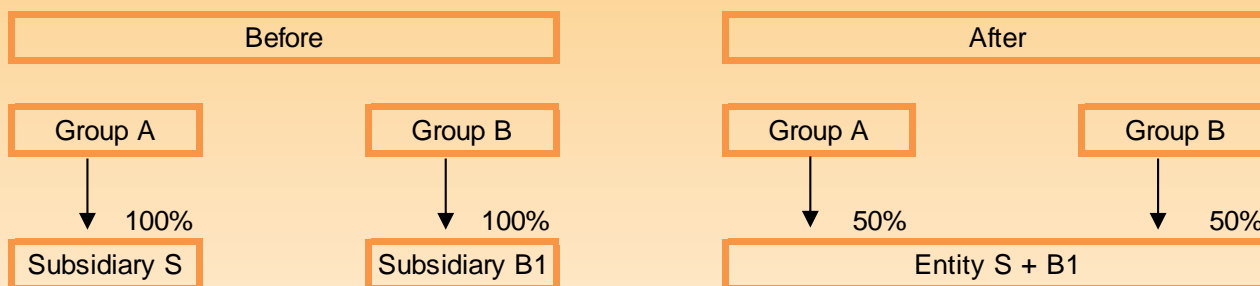 Before
After
Group A
Group B
Group A
Group B
100%
100%
50%
50%
Subsidiary S
Subsidiary B1
Entity S + B1